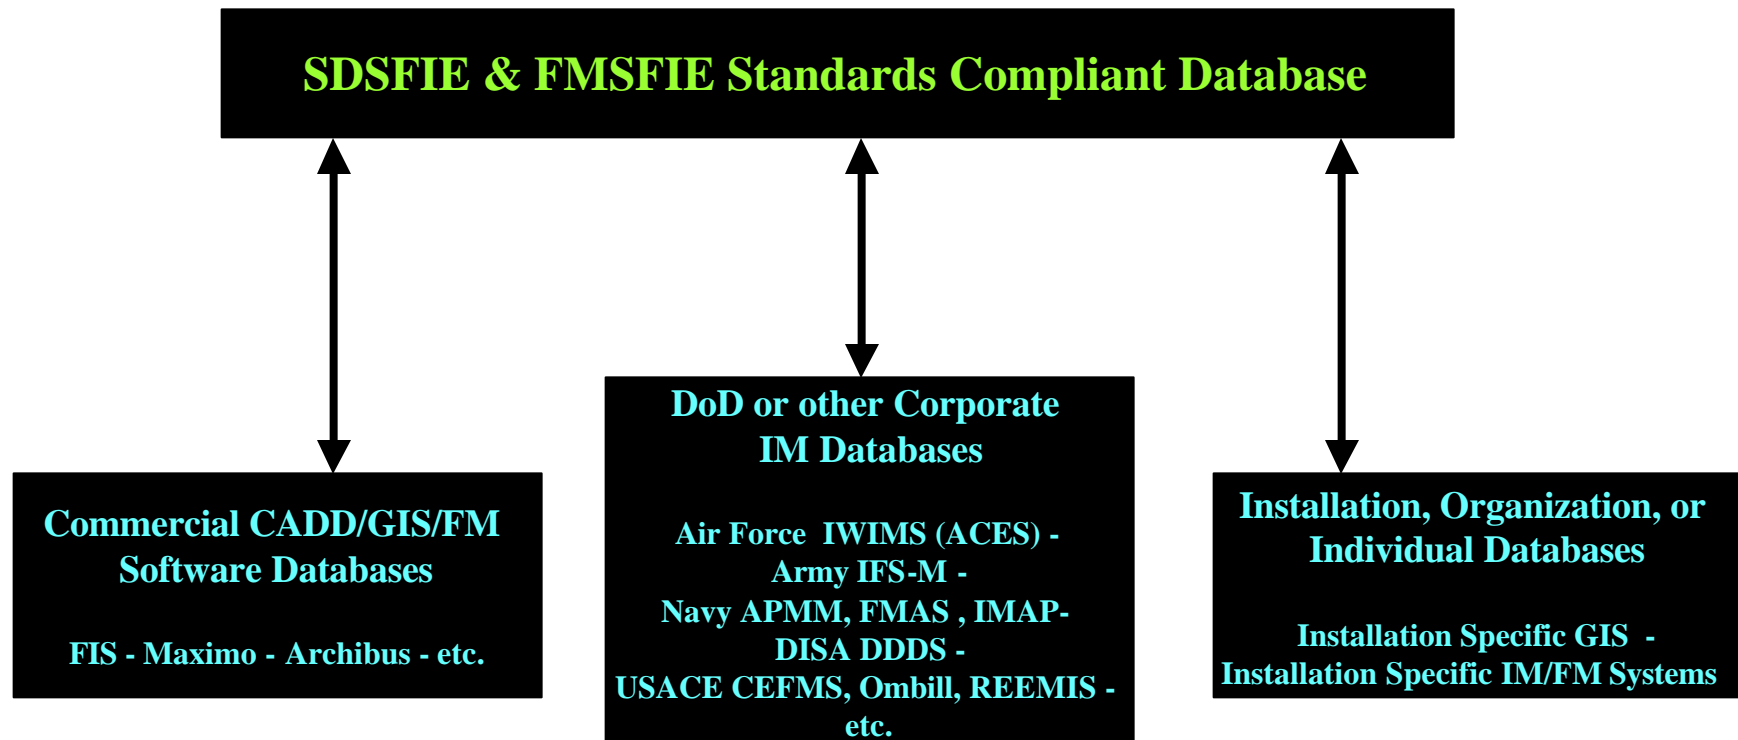 SDSFIE & FMSFIE Standards Compliant Database
Commercial CADD/GIS/FM
Software Databases
FIS - Maximo - Archibus - etc.
DoD or other Corporate
IM Databases
Air Force IWIMS (ACES) -
Army IFS-M -
Navy APMM, FMAS , IMAP-
DISA DDDS -
USACE CEFMS, Ombill, REEMIS -
etc.
Installation, Organization, or
Individual Databases
Installation Specific GIS -
Installation Specific IM/FM Systems